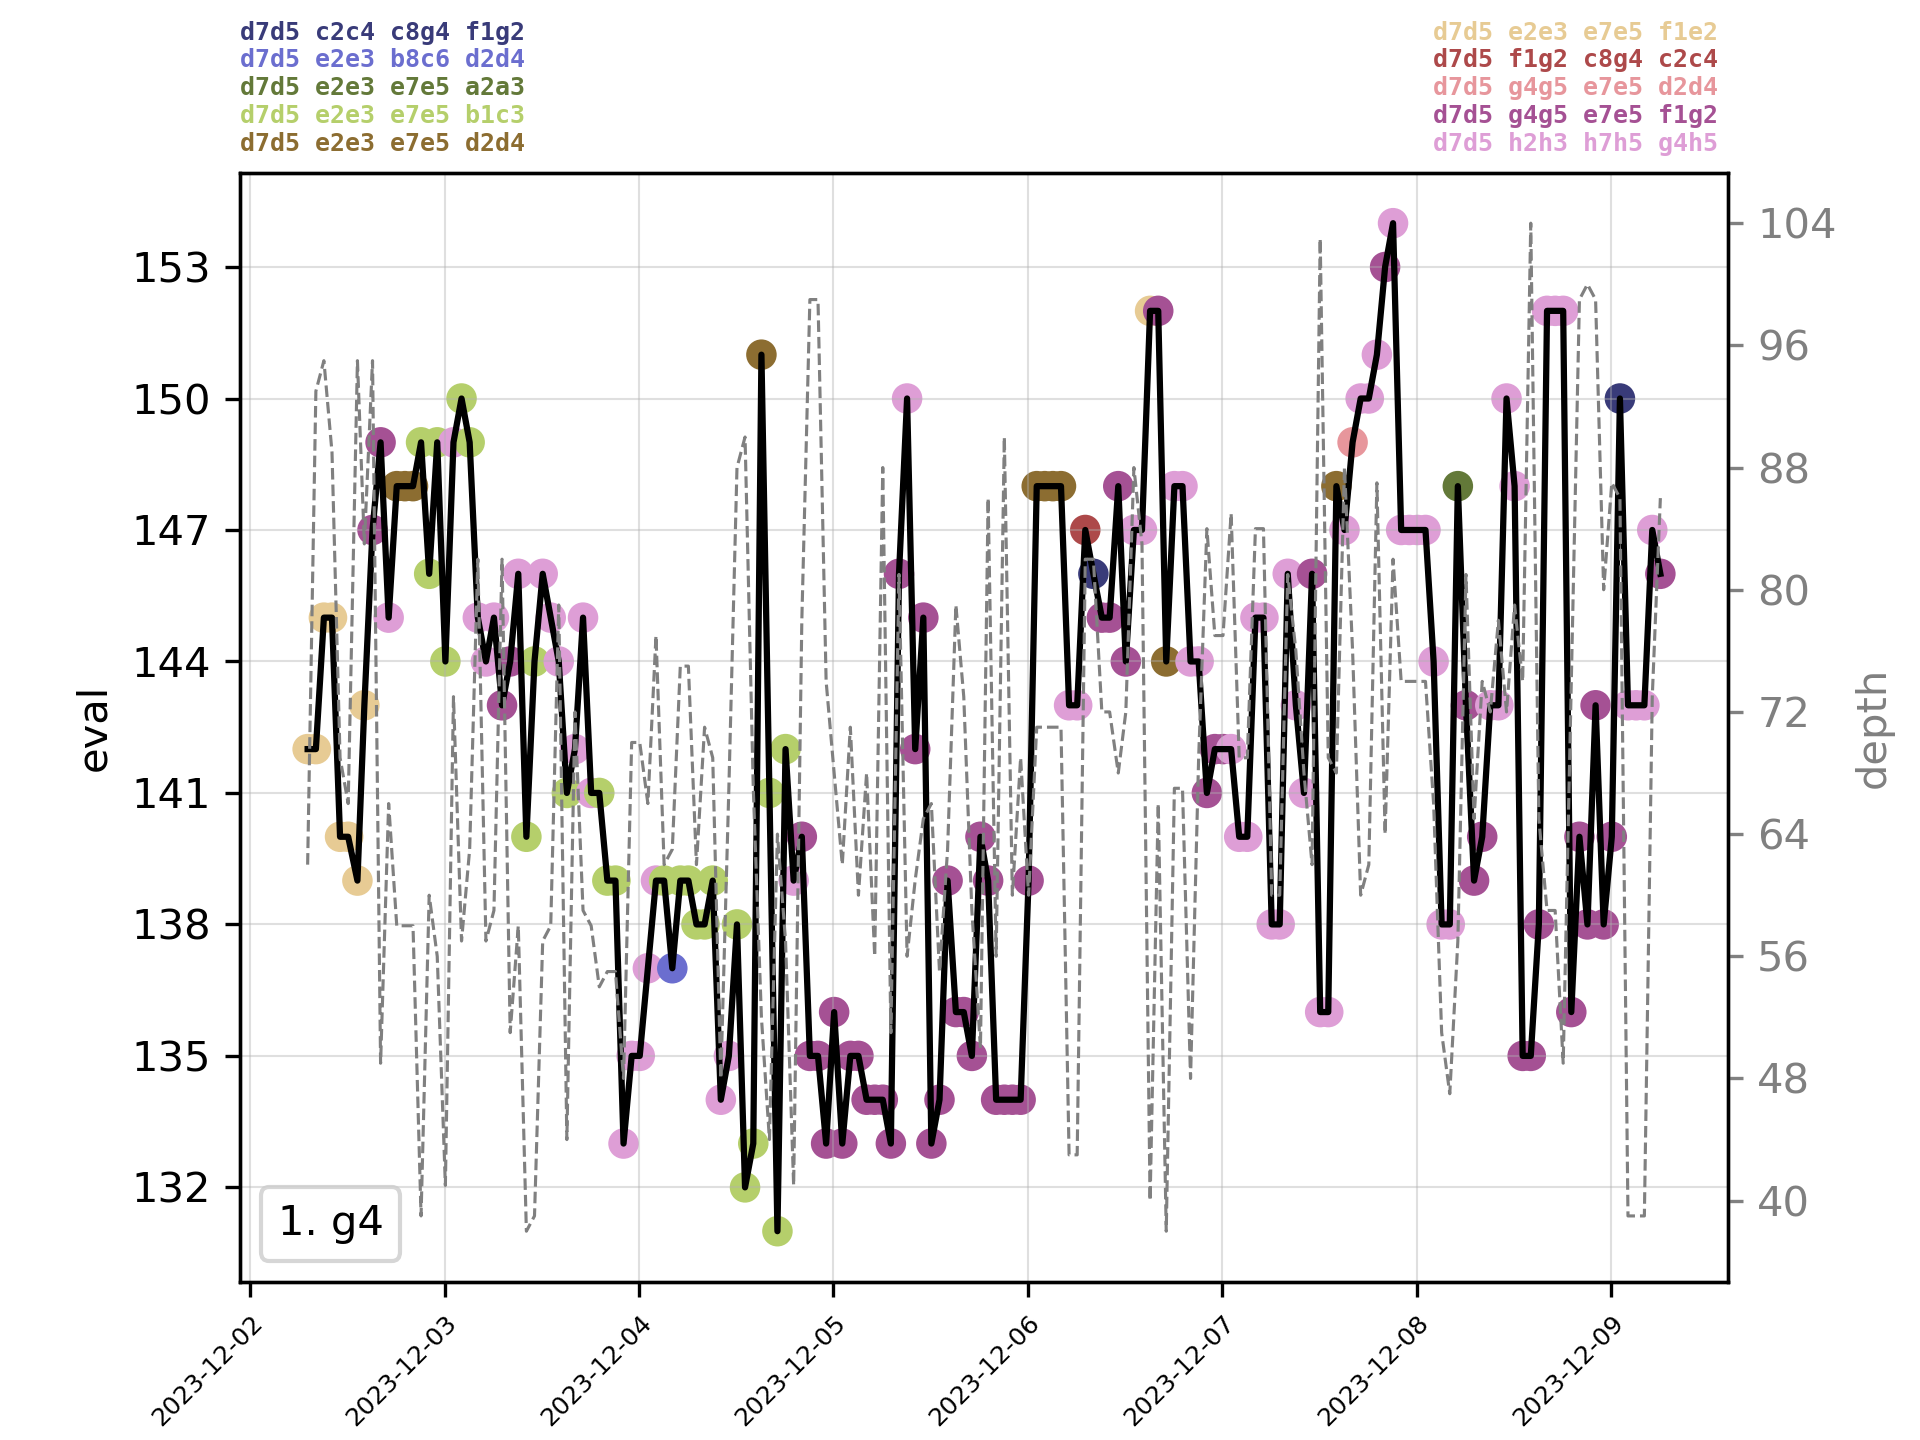 d7d5 c2c4 c8g4 f1g2
d7d5 e2e3 b8c6 d2d4
d7d5 e2e3 e7e5 a2a3
d7d5 e2e3 e7e5 b1c3
d7d5 e2e3 e7e5 d2d4
d7d5 e2e3 e7e5 f1e2
d7d5 f1g2 c8g4 c2c4
d7d5 g4g5 e7e5 d2d4
d7d5 g4g5 e7e5 f1g2
d7d5 h2h3 h7h5 g4h5
153
150
147
144
141
138
135
132
eval
104
96
88
80
72
64
56
48
40
depth
1. g4
2023-12-02
2023-12-03
2023-12-04
2023-12-05
2023-12-06
2023-12-07
2023-12-08
2023-12-09